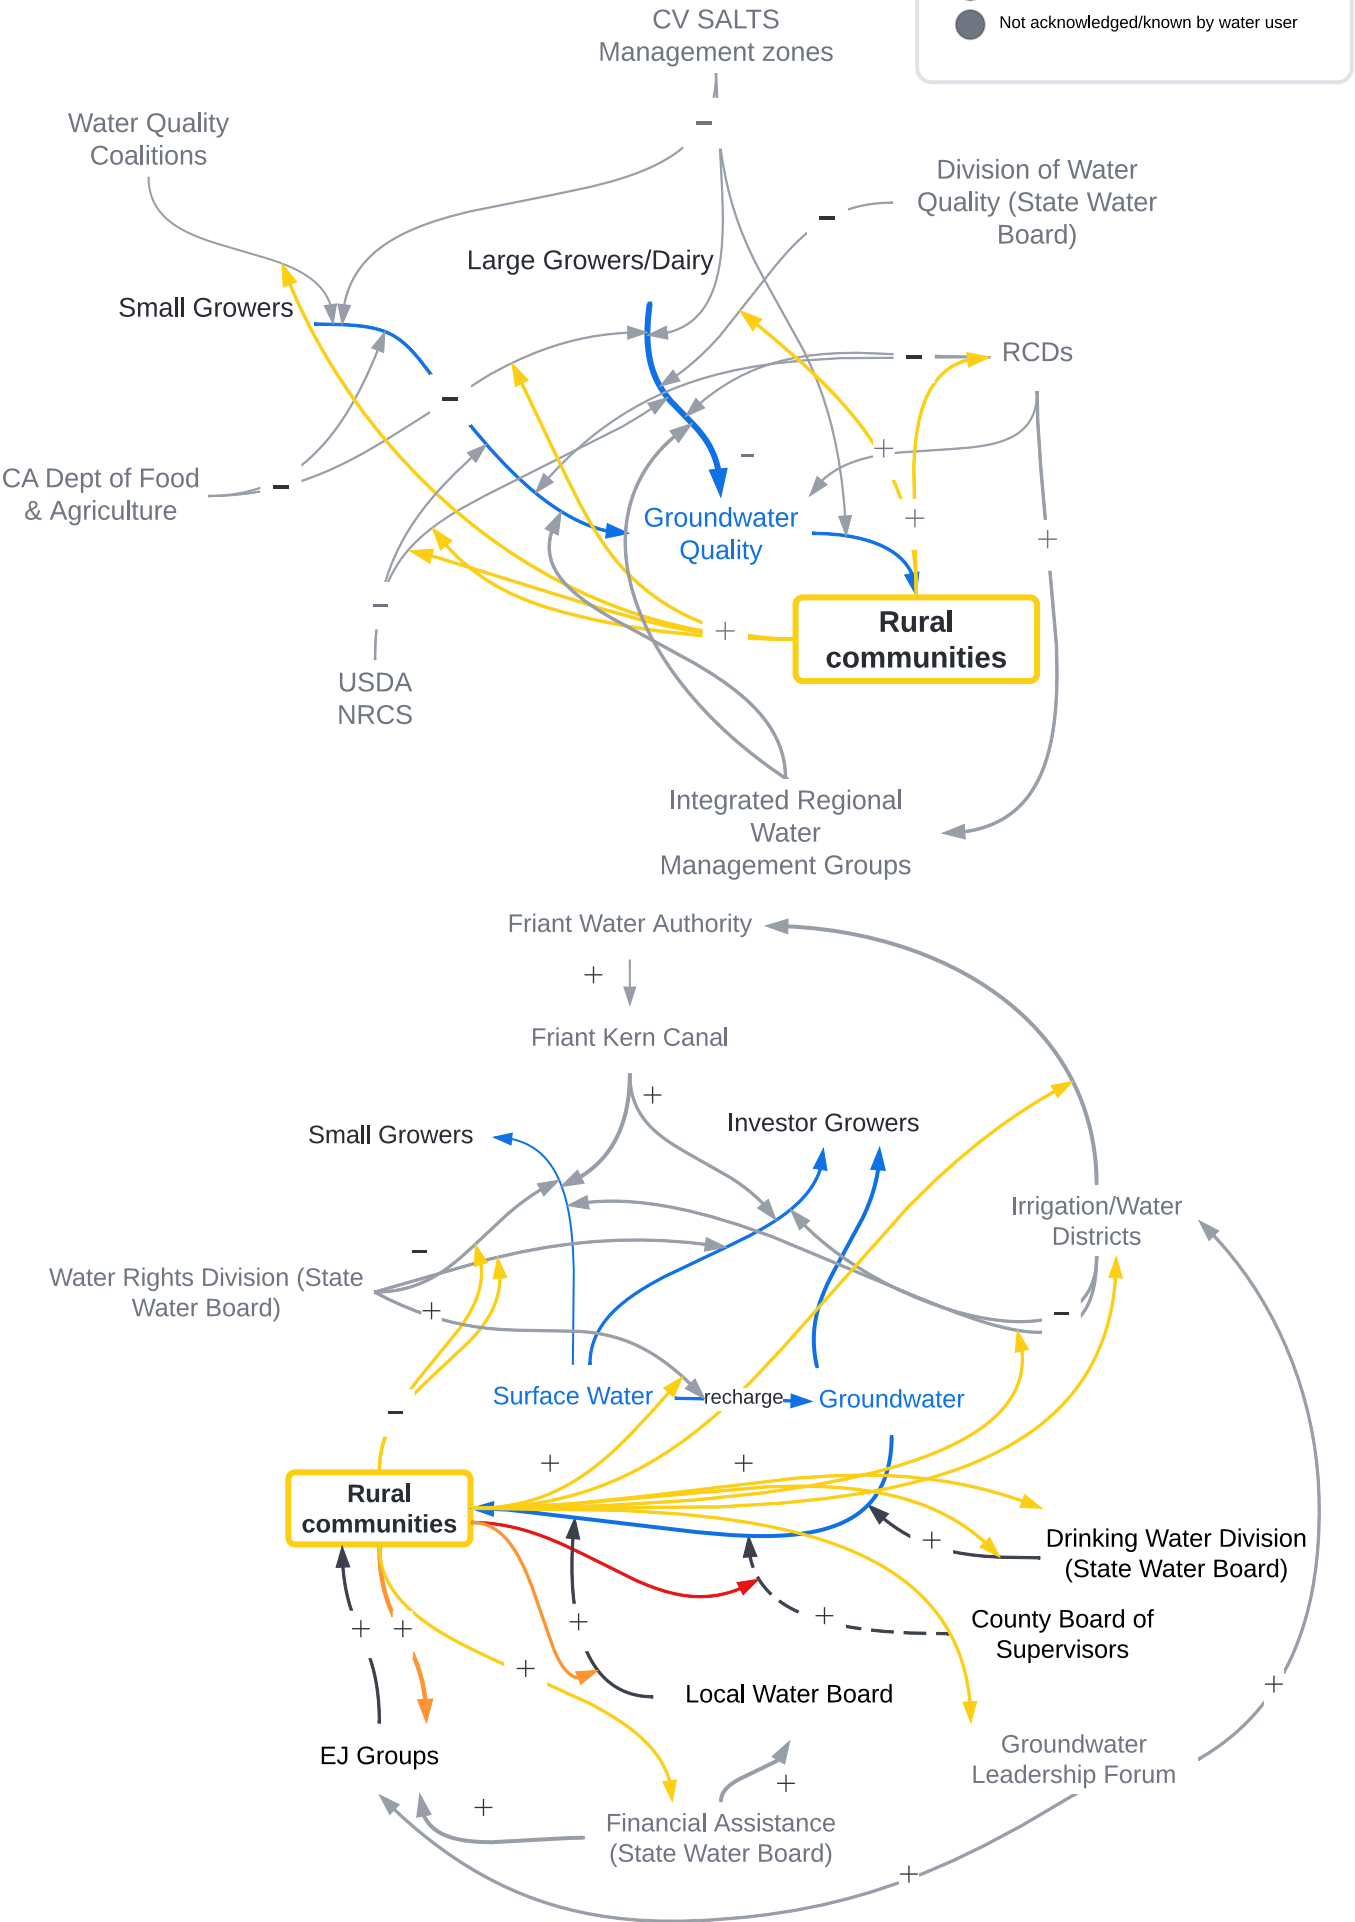 CV SALTS
Management zones
Not acknowledged/known by water user
Water Quality
Coalitions
–
Division of Water
Quality (State Water
Board)
–
Large Growers/Dairy
Small Growers
RCDs
–
–
+
–
CA Dept of Food
& Agriculture
–
Groundwater
Quality
+
+
–
+
Rural
communities
USDA
NRCS
Integrated Regional
Water
Management Groups
Friant Water Authority
+
Friant Kern Canal
+
Small Growers
Investor Growers
Irrigation/Water
Districts
–
Water Rights Division (State
Water Board)
+
–
Surface Water
recharge
Groundwater
–
+
+
Rural
communities
+
Drinking Water Division
(State Water Board)
+
County Board of
Supervisors
+
+
+
+
Local Water Board
+
EJ Groups
Groundwater
Leadership Forum
+
+
Financial Assistance
(State Water Board)
+